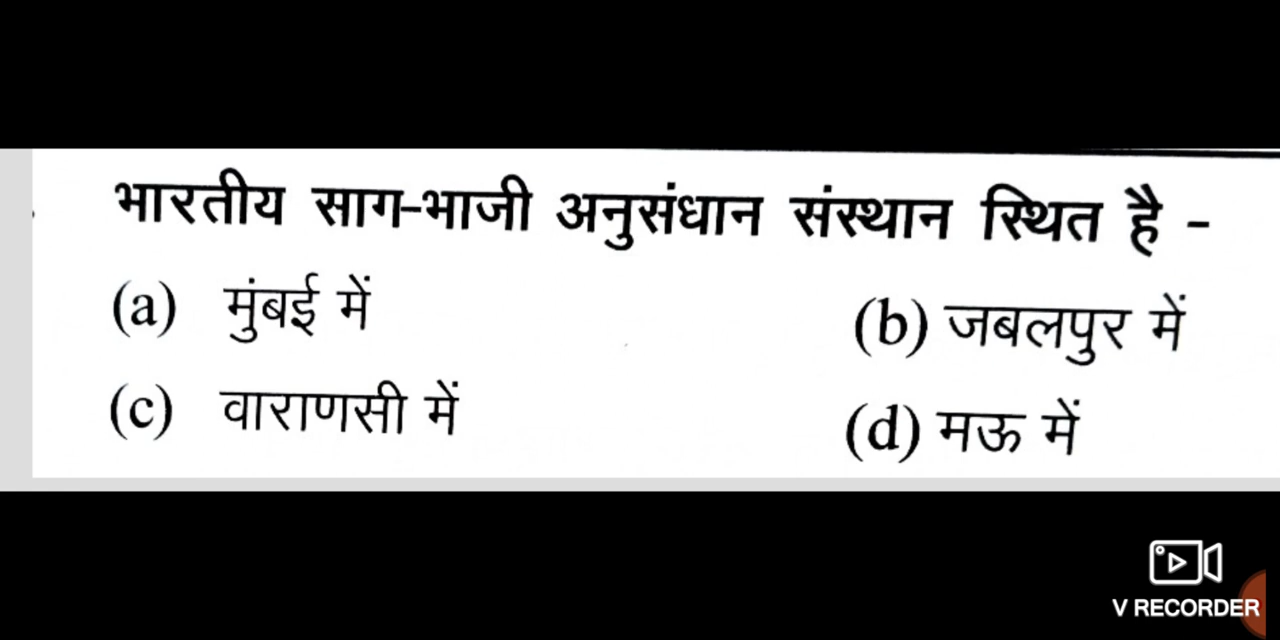 भारतीय साग-भाजी अनुसंधान संस्थान स्थित है -
(a) मुंबई में (b) जबलपुर में
(c) वाराणसी में (d) मऊ में
V RECORDER